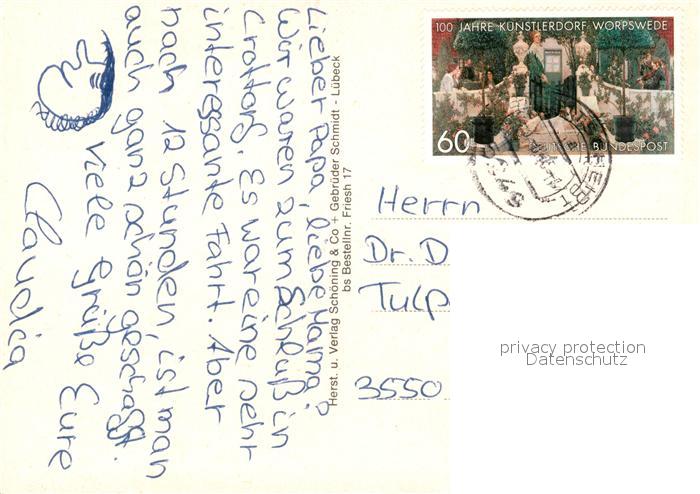 Lieber Papa, liebe Mama,
Wir waren zum Schluß in
Crottorf. Es war eine sehr
interessante Fahrt. Aber
nach 12 Stunden, ist man
auch ganz schön geschafft.
Viele Grüße Eure
Claudia
Herst. u. Verlag Schöning & Co + Gebrüder Schmidt - Lübeck
bs Bestellnr. Friesh 17
100 JAHRE KÜNSTLERDORF WORPSWEDE
60
DEUTSCHE BUNDESPOST
Herrn
Dr. D
Tulp
3550
privacy protection
Datenschutz